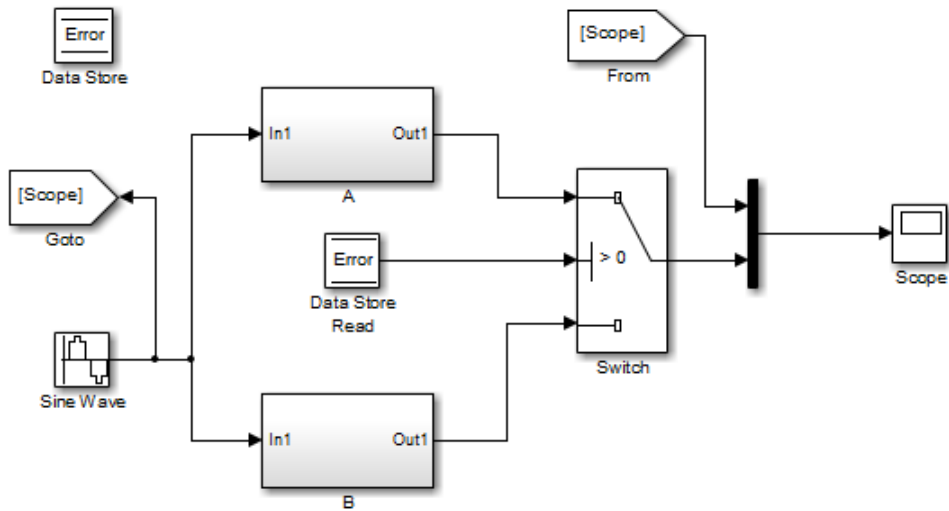 Error
Data Store
[Scope]
From
In1
Out1
A
[Scope]
Goto
Error
Data Store
Read
> 0
Switch
Scope
Sine Wave
In1
Out1
B